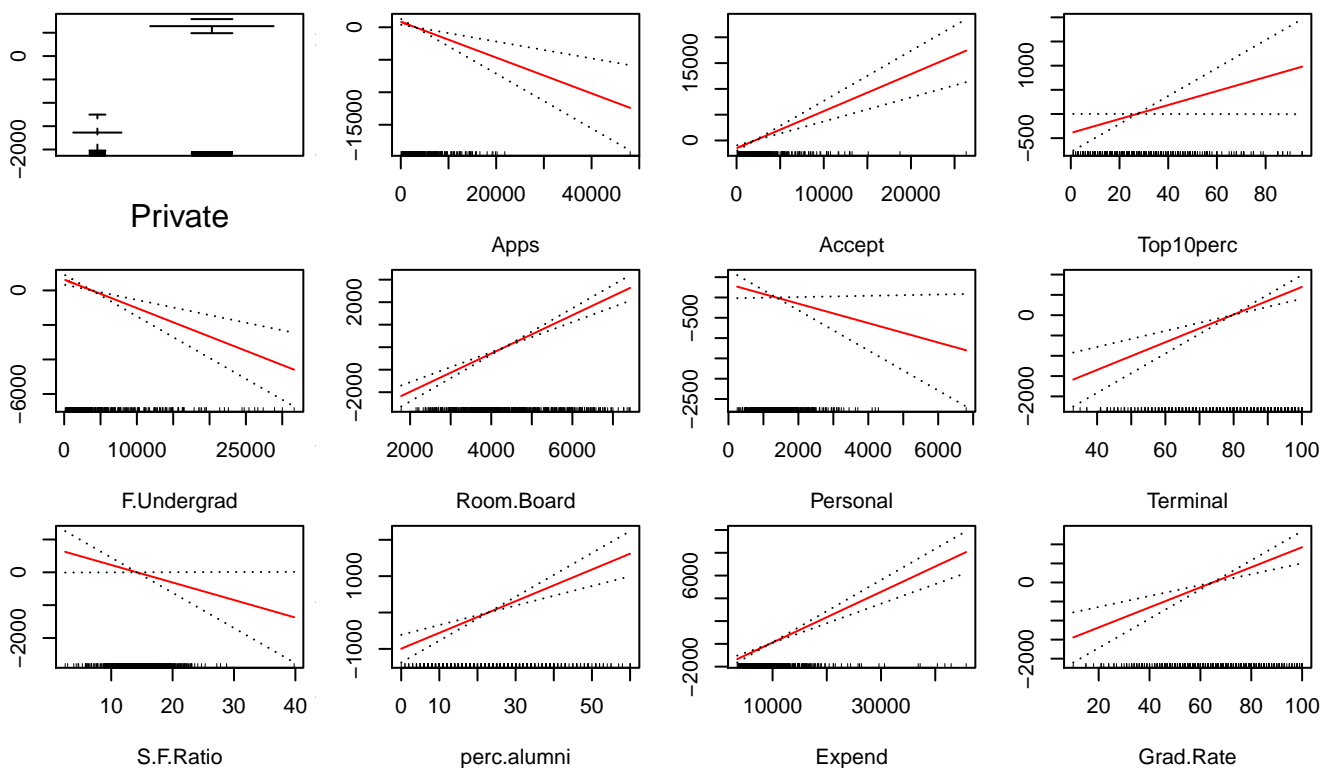 0
−2000
Private
0
−15000
0 20000 40000
Apps
15000
0
0 10000 20000
Accept
1000
−500
0 20 40 60 80
Top10perc
0
−6000
0 10000 25000
F.Undergrad
2000
−2000
2000 4000 6000
Room.Board
−500
−2500
0 2000 4000 6000
Personal
0
−2000
40 60 80 100
Terminal
0
−2000
10 20 30 40
S.F.Ratio
1000
−1000
0 10 30 50
perc.alumni
6000
−2000
10000 30000
Expend
0
−2000
20 40 60 80 100
Grad.Rate